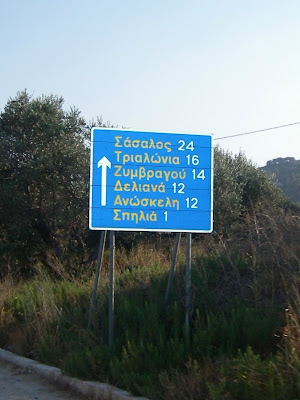 Σάσαλος 24
Τριαλώνια 16
Ζυμβραγού 14
Δελιανά 12
Ανώσκελη 12
Σπηλιά 1